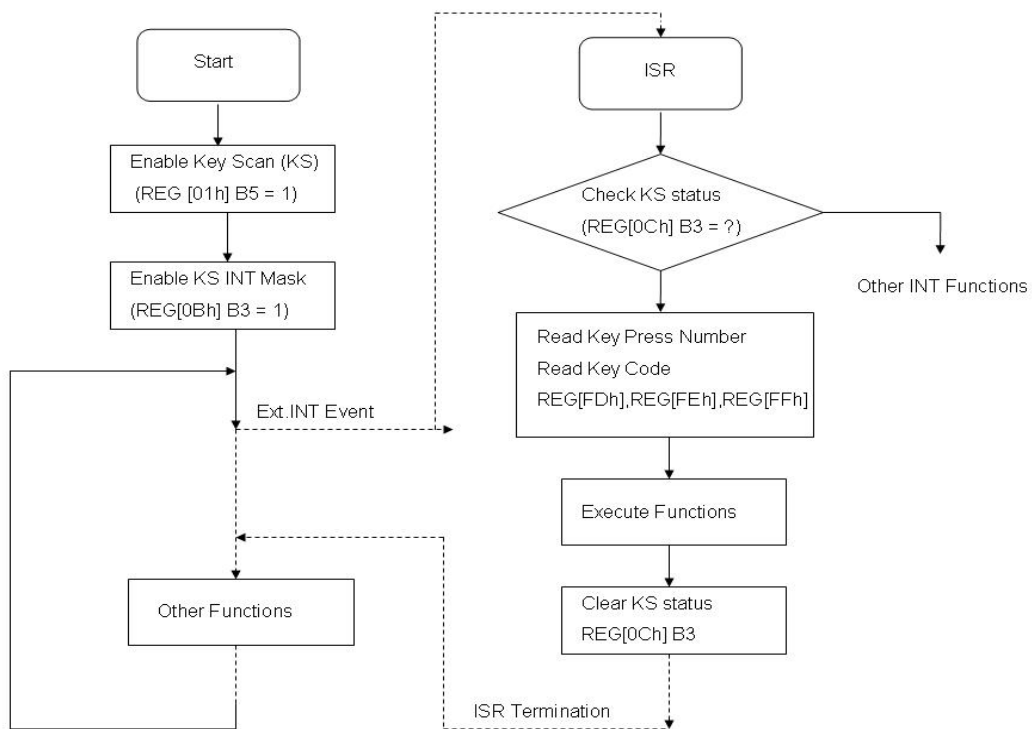 Start
Enable Key Scan (KS)
(REG [01h] B5 = 1)
Enable KS INT Mask
(REG[0Bh] B3 = 1)
Ext.INT Event
Other Functions
ISR
Check KS status
(REG[0Ch] B3 = ?)
Other INT Functions
Read Key Press Number
Read Key Code
REG[FDh],REG[FEh],REG[FFh]
Execute Functions
Clear KS status
REG[0Ch] B3
ISR Termination